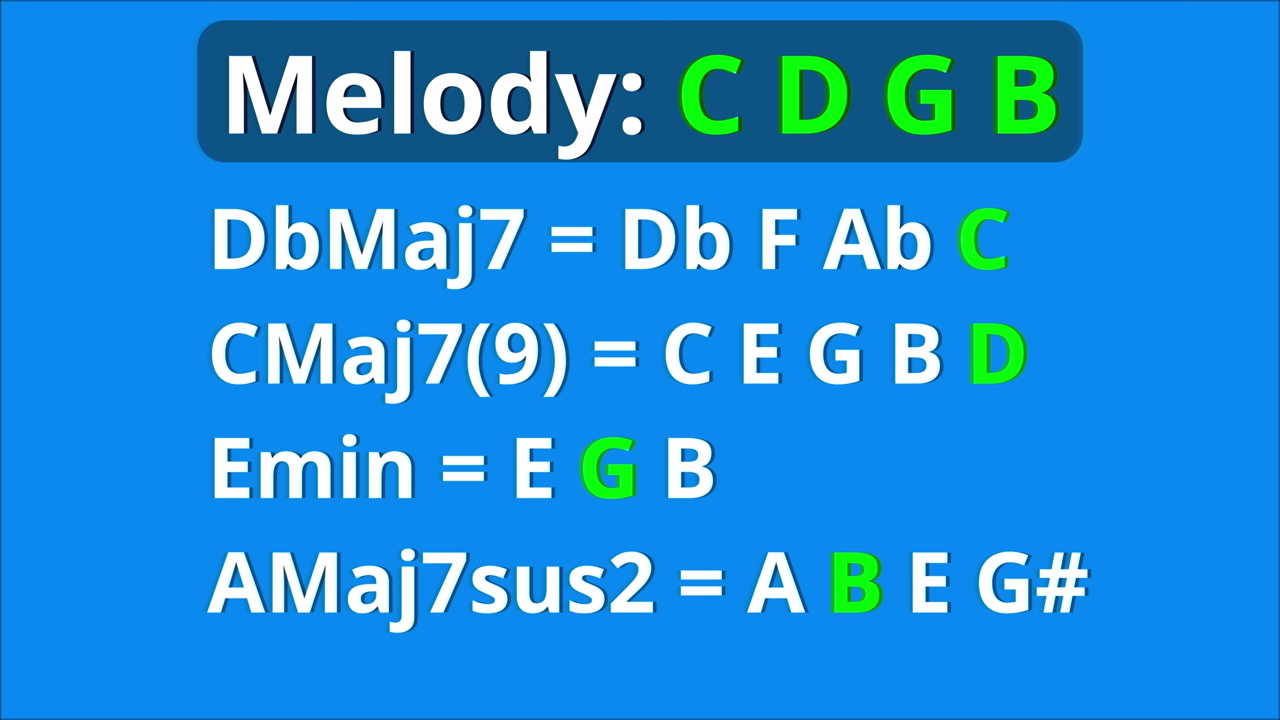 Melody: C D G B
DbMaj7 = Db F Ab C
CMaj7(9) = C E G B D
Emin = E G B
AMaj7sus2 = A B E G#